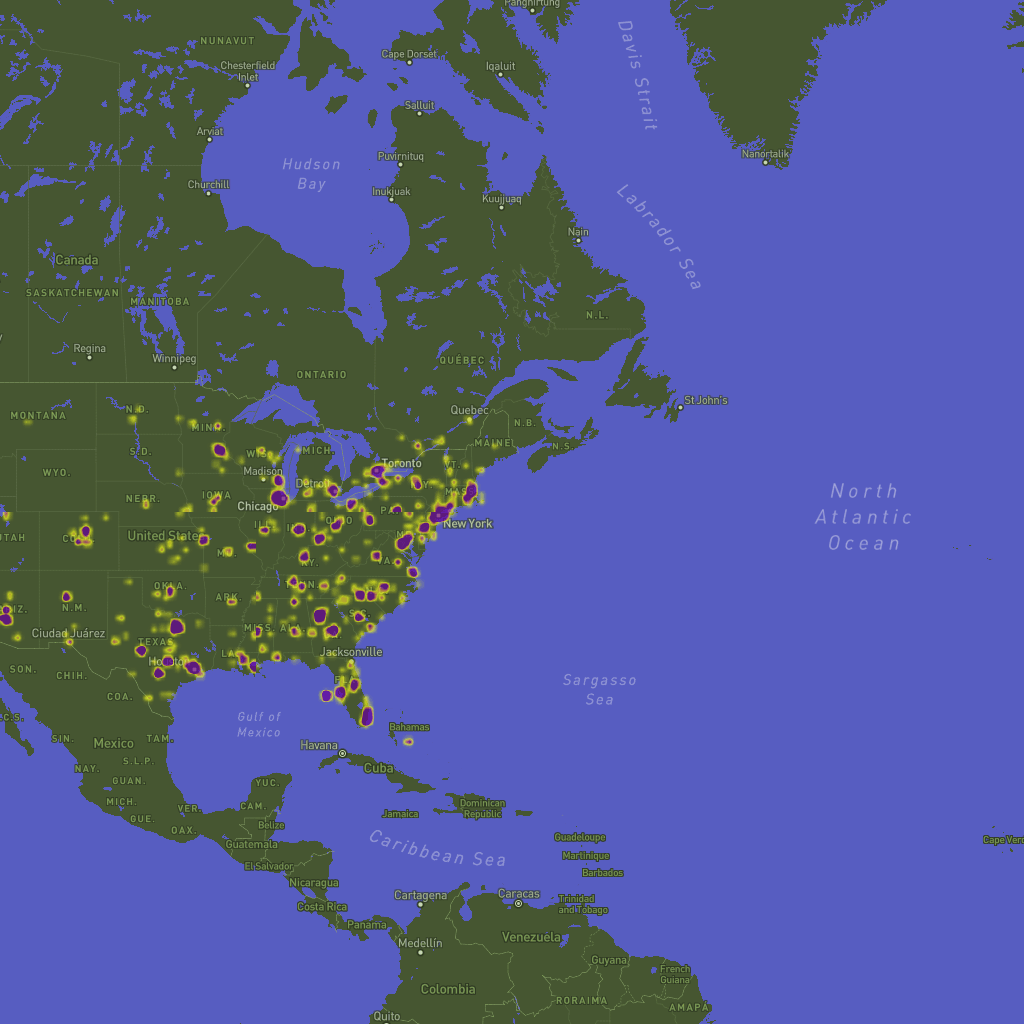 Pangnirtung
NUNAVUT
Cape Dorset
Chesterfield
Inlet
Iqaluit
Davis Strait
Salluit
Arviat
Puvirnituq
Nanortalik
Hudson
Bay
Churchill
Inukjuak
Kuujjuaq
Labrador Sea
Nain
Canada
SASKATCHEWAN
MANITOBA
N.L.
Regina
Winnipeg
QUÉBEC
ONTARIO
St John's
Quebec
N.D.
MONTANA
MINN.
N.B.
MAINE
N.S.
S.D.
WIS.
MICH.
Toronto
VT.
WYO.
Madison
Detroit
N.Y.
MASS.
NEBR.
IOWA
Chicago
PA.
North
Atlantic
Ocean
New York
ILL.
OHIO
UTAH
United States
KY.
VA.
OKLA.
TENN.
ARIZ.
N.M.
ARK.
S.C.
Ciudad Juárez
MISS.
ALA.
TEXAS
LA.
Jacksonville
Houston
SON.
CHIH.
FL.
Sargasso
Sea
COA.
B.C.S.
Gulf of
Mexico
Bahamas
SIN.
Mexico
TAM.
Havana
S.L.P.
NAY.
Cuba
GUAN.
YUC.
MICH.
VER.
CAM.
Dominican
Republic
Jamaica
GUE.
OAX.
Belize
Caribbean Sea
Guadeloupe
Cape Verde
Guatemala
Martinique
El Salvador
Barbados
Nicaragua
Cartagena
Caracas
Trinidad
and Tobago
Costa Rica
Panama
Medellín
Venezuela
Guyana
French
Guiana
Colombia
RORAIMA
AMAPÁ
Quito